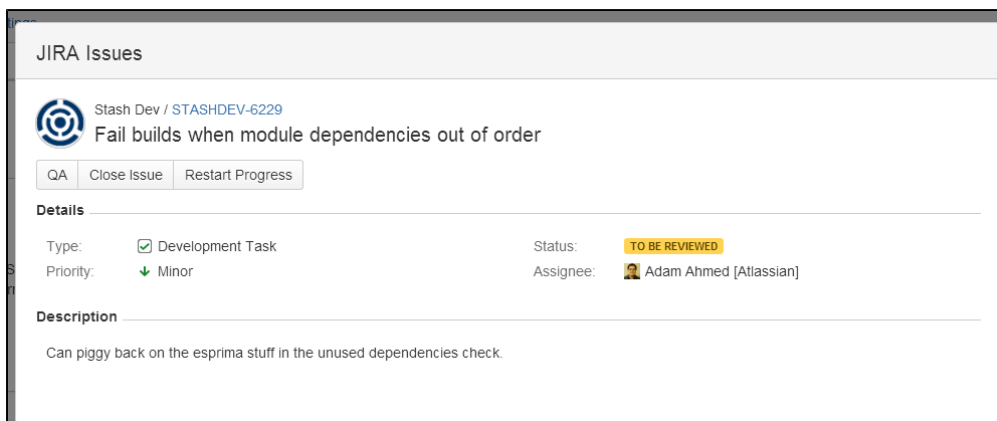 JIRA Issues
Stash Dev / STASHDEV-6229
Fail builds when module dependencies out of order
QA Close Issue Restart Progress
Details
Type: Development Task Status: TO BE REVIEWED
Priority: Minor Assignee: Adam Ahmed [Atlassian]
Description
Can piggy back on the esprima stuff in the unused dependencies check.